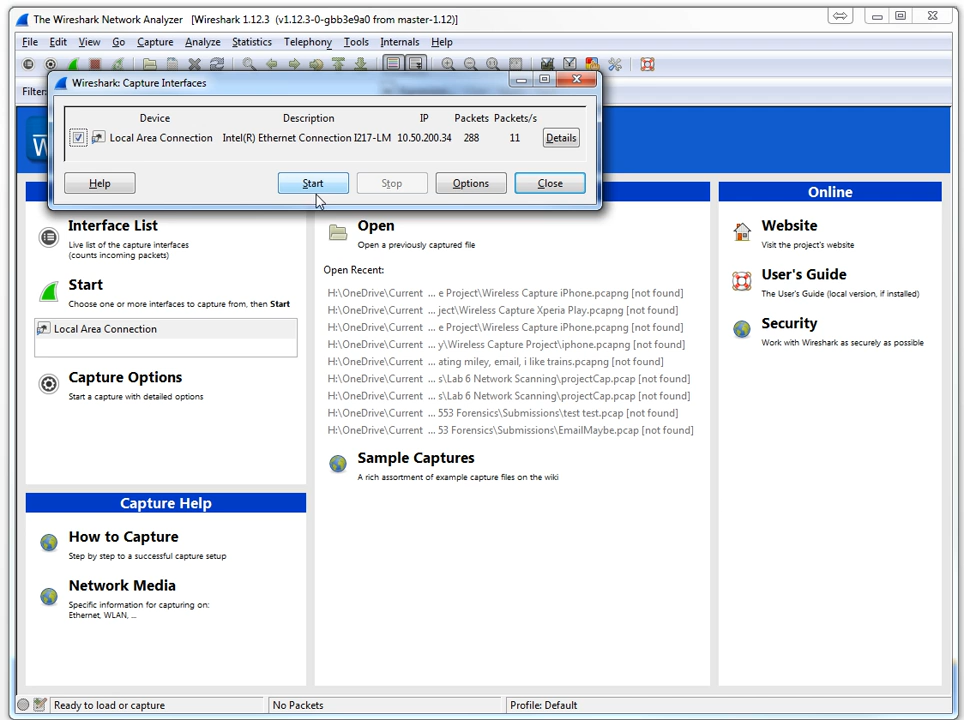 The Wireshark Network Analyzer [Wireshark 1.12.3 (v1.12.3-0-gbb3e9a0 from master-1.12)]
File Edit View Go Capture Analyze Statistics Telephony Tools Internals Help
Filter:
Wireshark: Capture Interfaces
Device Description IP Packets Packets/s
Local Area Connection Intel(R) Ethernet Connection I217-LM 10.50.200.34 288 11 Details
Help Start Stop Options Close
W
Interface List
Live list of the capture interfaces
(counts incoming packets)
Start
Choose one or more interfaces to capture from, then Start
Local Area Connection
Capture Options
Start a capture with detailed options
Capture Help
How to Capture
Step by step to a successful capture setup
Network Media
Specific information for capturing on:
Ethernet, WLAN, ...
Open
Open a previously captured file
Open Recent:
H:\OneDrive\Current ... e Project\Wireless Capture iPhone.pcapng [not found]
H:\OneDrive\Current ... ject\Wireless Capture Xperia Play.pcapng [not found]
H:\OneDrive\Current ... e Project\Wireless Capture iPhone.pcapng [not found]
H:\OneDrive\Current ... y\Wireless Capture Project\iphone.pcapng [not found]
H:\OneDrive\Current ... ating miley, email, i like trains.pcapng [not found]
H:\OneDrive\Current ... s\Lab 6 Network Scanning\projectCap.pcap [not found]
H:\OneDrive\Current ... s\Lab 6 Network Scanning\projectCap.pcap [not found]
H:\OneDrive\Current ... 553 Forensics\Submissions\test test.pcap [not found]
H:\OneDrive\Current ... 53 Forensics\Submissions\EmailMaybe.pcap [not found]
Sample Captures
A rich assortment of example capture files on the wiki
Online
Website
Visit the project's website
User's Guide
The User's Guide (local version, if installed)
Security
Work with Wireshark as securely as possible
Ready to load or capture No Packets Profile: Default